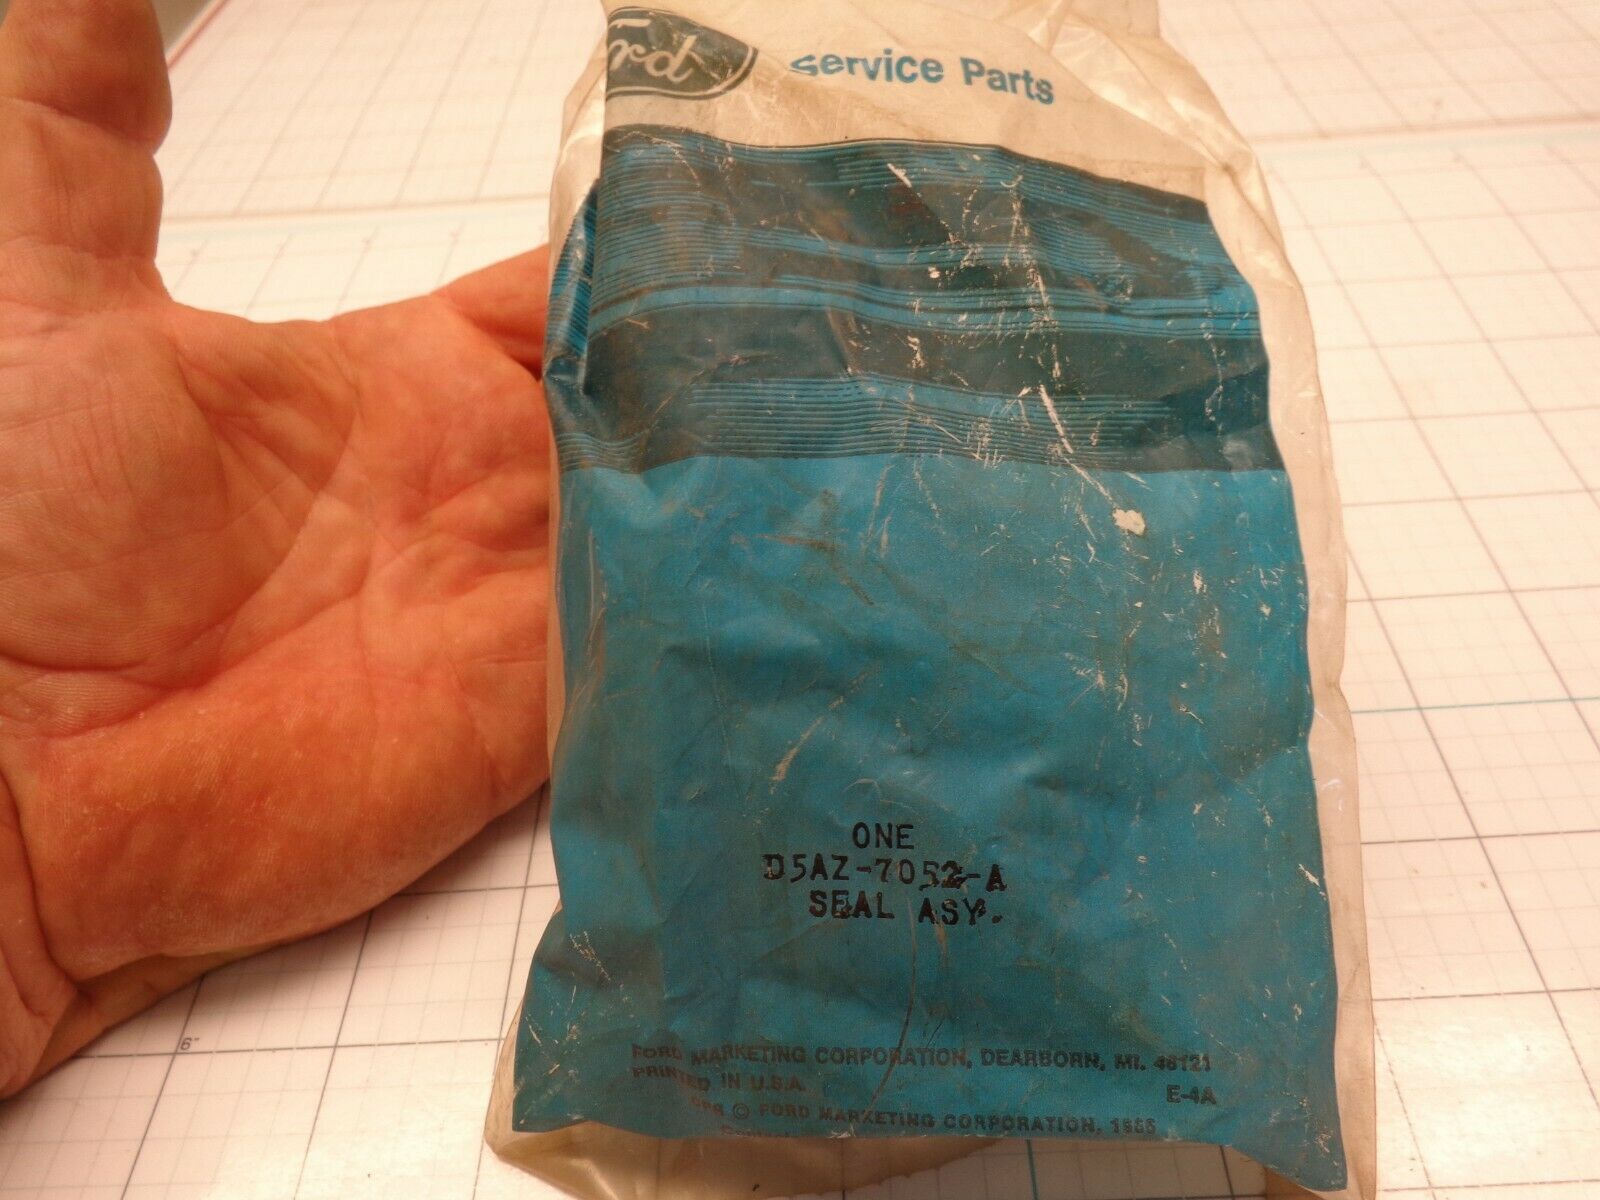 Ford
Service Parts
ONE
D5AZ-7052-A
SEAL ASY.
FORD MARKETING CORPORATION, DEARBORN, MI. 48121
PRINTED IN U.S.A.
E-4A
CPR © FORD MARKETING CORPORATION,
6"